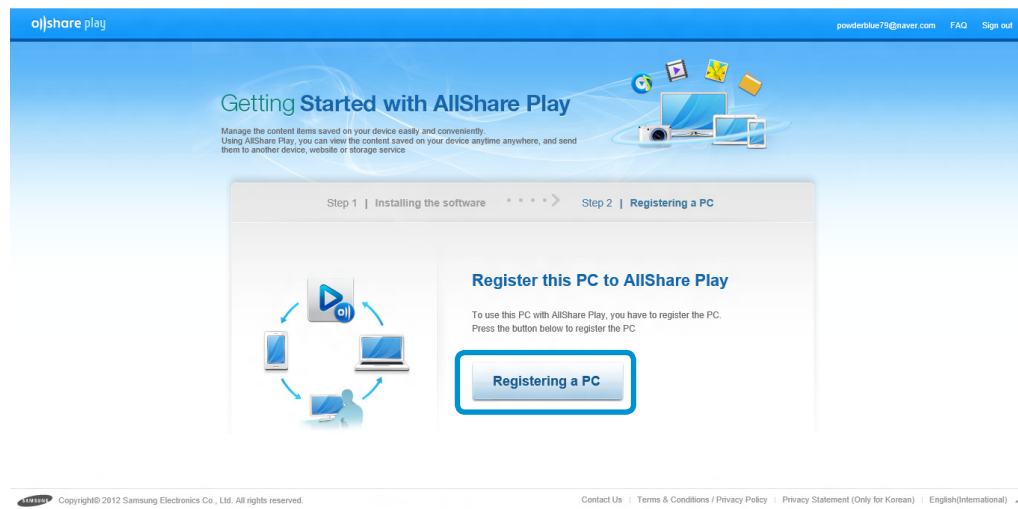 allshare play
powderblue79@naver.com FAQ Sign out
Getting Started with AllShare Play
Manage the content items saved on your device easily and conveniently.
Using AllShare Play, you can view the content saved on your device anytime anywhere, and send
them to another device, website or storage service
Step 1 | Installing the software
Step 2 | Registering a PC
Register this PC to AllShare Play
To use this PC with AllShare Play, you have to register the PC.
Press the button below to register the PC
Registering a PC
SAMSUNG Copyright© 2012 Samsung Electronics Co., Ltd. All rights reserved.
Contact Us | Terms & Conditions / Privacy Policy | Privacy Statement (Only for Korean) | English(International)